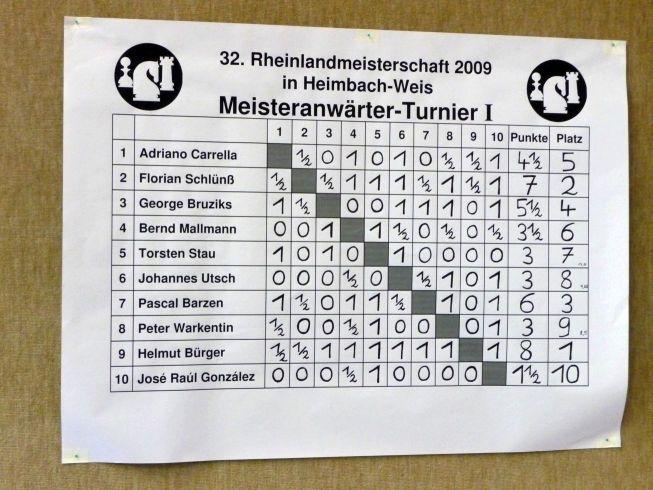 32. Rheinlandmeisterschaft 2009
in Heimbach-Weis
Meisteranwärter-Turnier I
1 2 3 4 5 6 7 8 9 10 Punkte Platz
1 Adriano Carrella ½ 0 1 0 1 0 ½ ½ 1 4½ 5
2 Florian Schlünß ½ ½ 1 1 1 ½ 1 ½ 1 7 2
3 George Bruziks 1 ½ 0 0 1 1 1 0 1 5½ 4
4 Bernd Mallmann 0 0 1 1 ½ 0 ½ 0 ½ 3½ 6
5 Torsten Stau 1 0 1 0 1 0 0 0 0 3 7
6 Johannes Utsch 0 0 0 ½ 0 ½ 1 0 1 3 8
7 Pascal Barzen 1 ½ 0 1 1 ½ 1 0 1 6 3
8 Peter Warkentin ½ 0 0 ½ 1 0 0 0 1 3 9
9 Helmut Bürger ½ ½ 1 1 1 1 1 1 1 8 1
10 José Raúl González 0 0 0 ½ 1 0 0 0 0 1½ 10